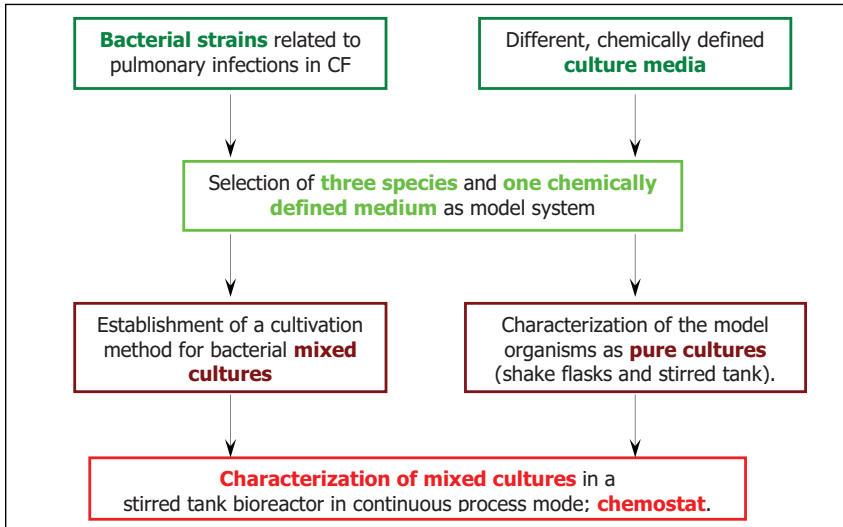 Bacterial strains related to
pulmonary infections in CF
Different, chemically defined
culture media
Selection of three species and one chemically
defined medium as model system
Establishment of a cultivation
method for bacterial mixed
cultures
Characterization of the model
organisms as pure cultures
(shake flasks and stirred tank).
Characterization of mixed cultures in a
stirred tank bioreactor in continuous process mode; chemostat.